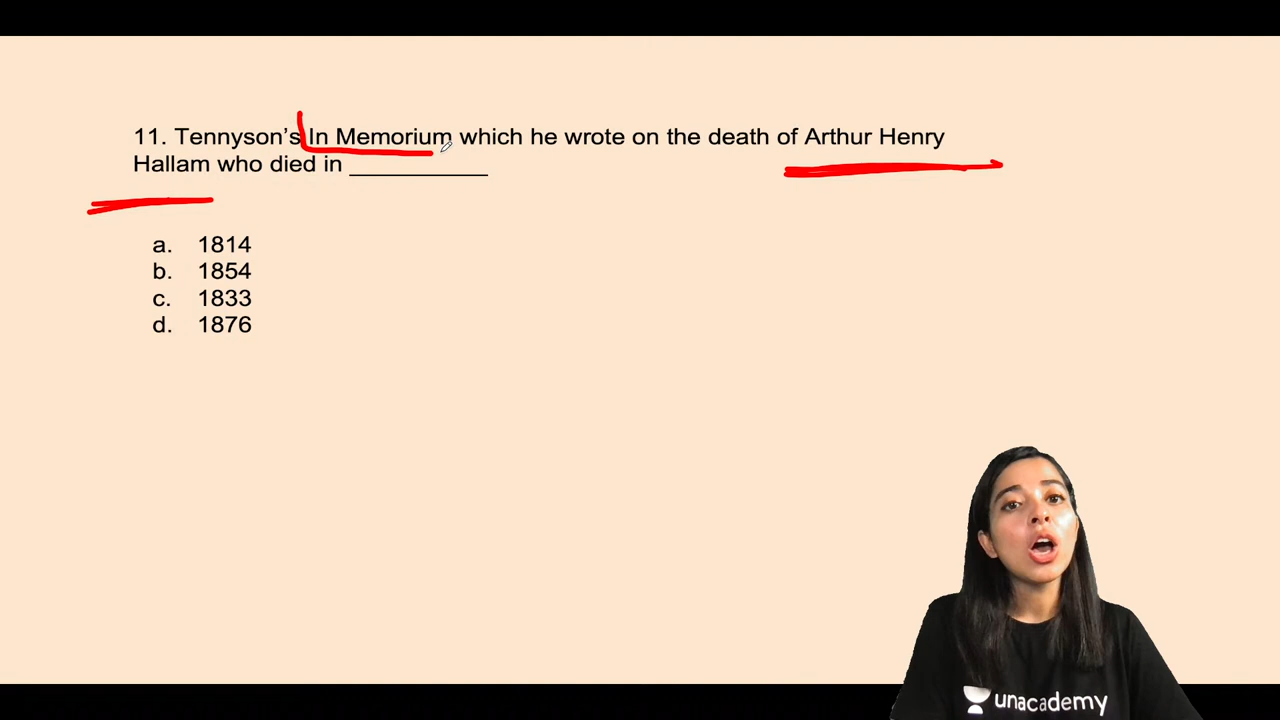 11. Tennyson’s In Memorium which he wrote on the death of Arthur Henry
Hallam who died in __________
a. 1814
b. 1854
c. 1833
d. 1876
unacademy